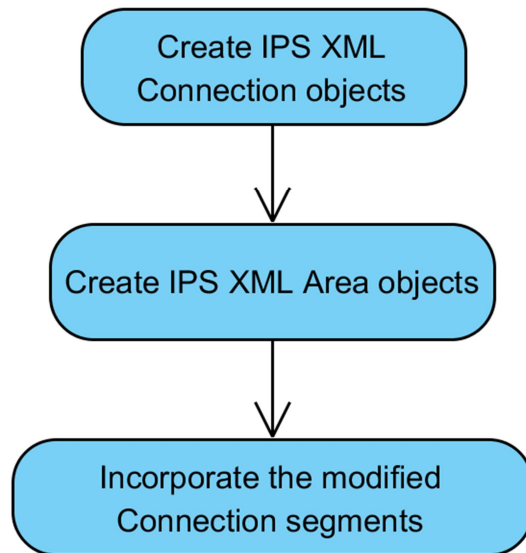 Create IPS XML
Connection objects
Create IPS XML Area objects
Incorporate the modified
Connection segments